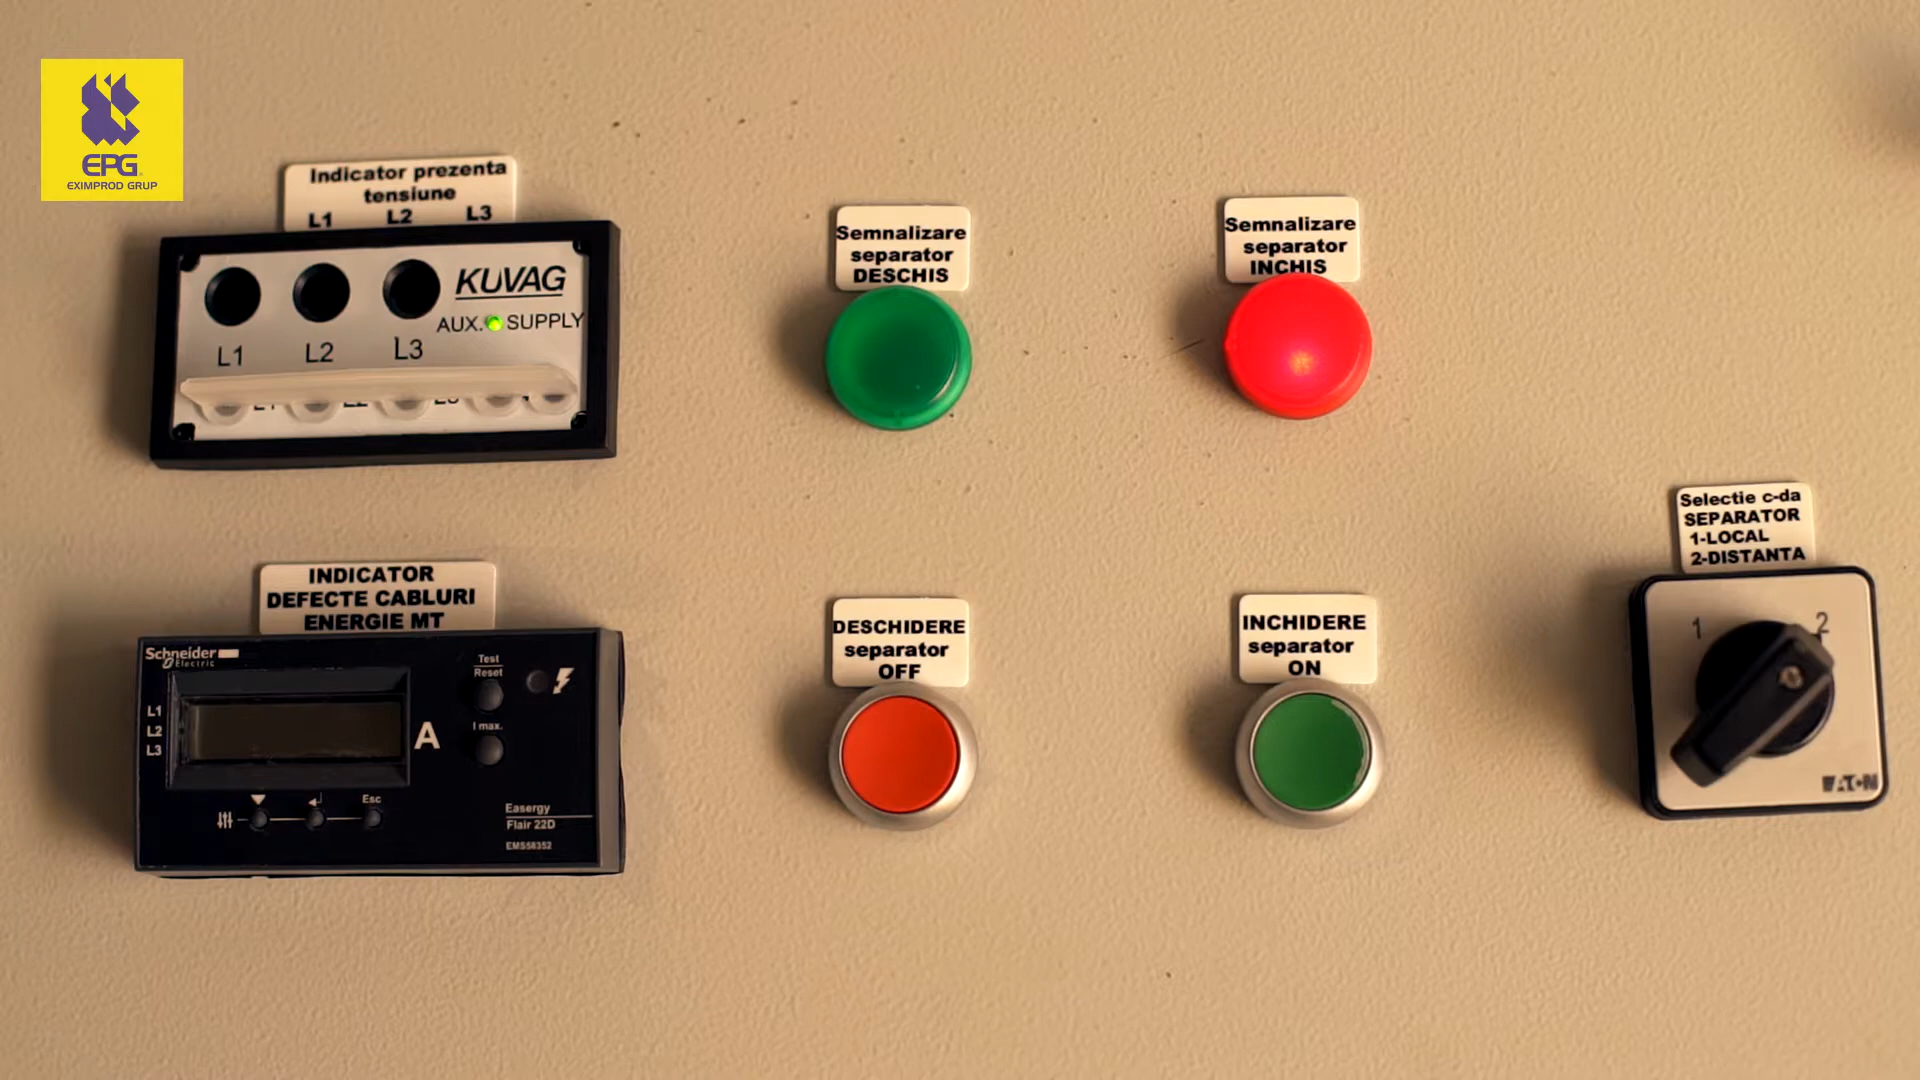 EPG
EXIMPROD GRUP
Indicator prezenta
tensiune
L1 L2 L3
KUVAG
AUX. SUPPLY
L1 L2 L3
Semnalizare
separator
DESCHIS
Semnalizare
separator
INCHIS
INDICATOR
DEFECTE CABLURI
ENERGIE MT
Schneider
Electric
L1
L2
L3
A
Test
Reset
I max.
Esc
Easergy
Flair 22D
EMS58352
DESCHIDERE
separator
OFF
INCHIDERE
separator
ON
Selectie c-da
SEPARATOR
1-LOCAL
2-DISTANTA
1 2
EATON